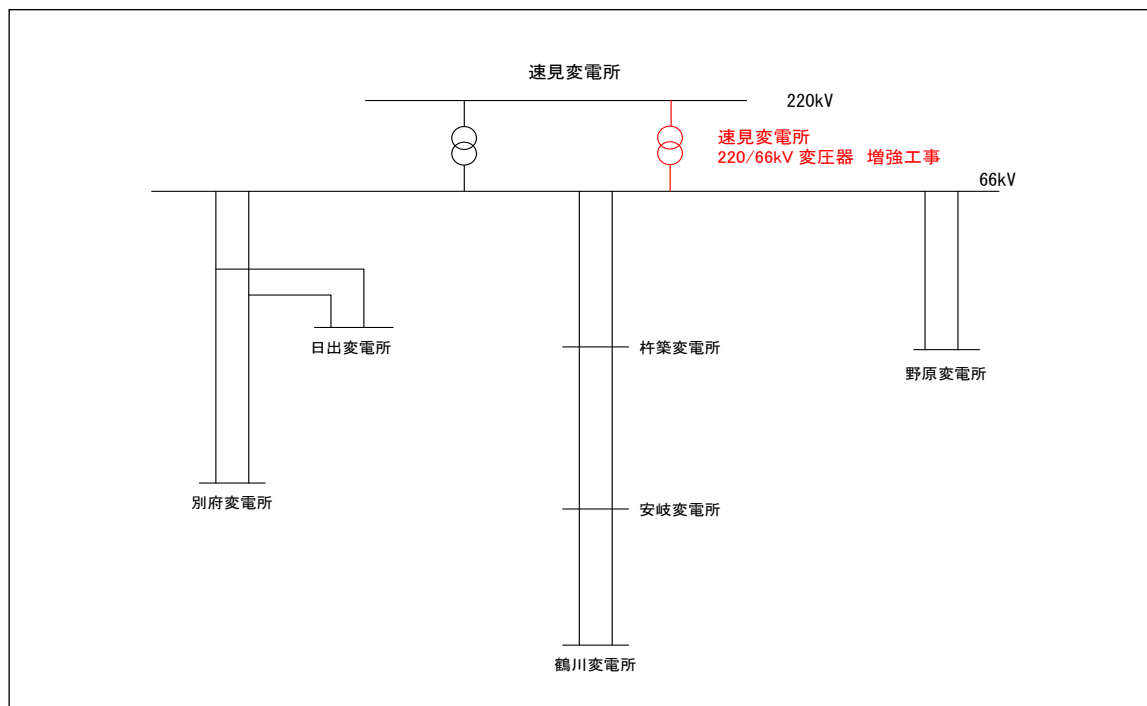 速見変電所
220kV
速見変電所
220/66kV 変圧器 増強工事
66kV
日出変電所
杵築変電所
野原変電所
別府変電所
安岐変電所
鶴川変電所